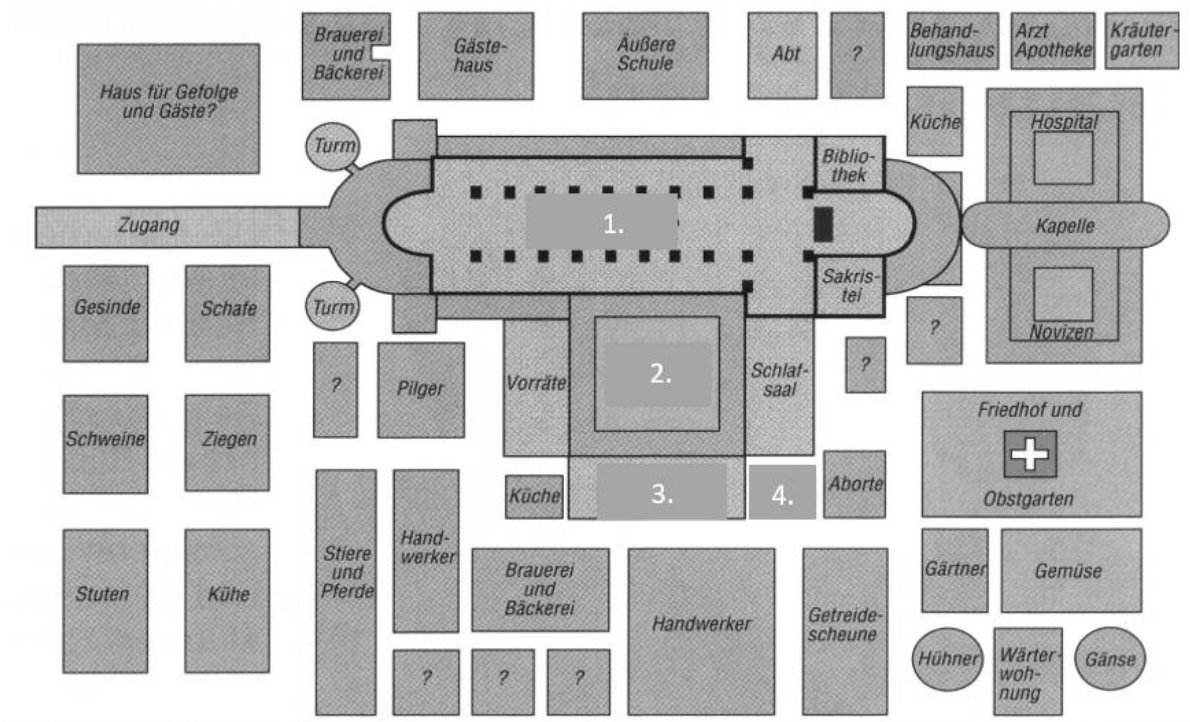 Brauerei
und
Bäckerei
Gäste-
haus
Äußere
Schule
Abt
?
Behand-
lungshaus
Arzt
Apotheke
Kräuter-
garten
Haus für Gefolge
und Gäste?
Turm
Küche
Hospital
Biblio-
thek
Zugang
1.
Kapelle
Gesinde
Schafe
Turm
Sakris-
tei
?
Novizen
?
Pilger
Vorräte
2.
Schlaf-
saal
?
Schweine
Ziegen
Friedhof und
Obstgarten
Küche
3.
4.
Aborte
Stuten
Kühe
Stiere
und
Pferde
Hand-
werker
Brauerei
und
Bäckerei
Handwerker
Getreide-
scheune
Gärtner
Gemüse
?
?
?
Hühner
Wärter-
woh-
nung
Gänse